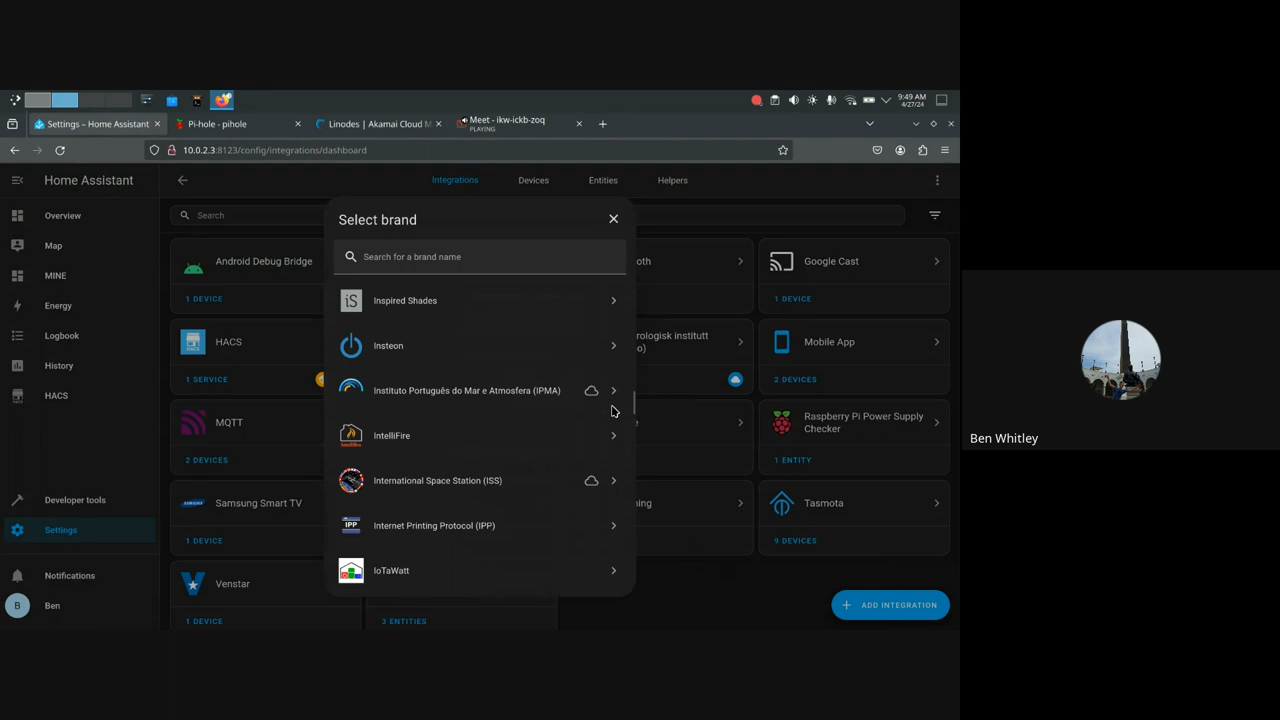 9:49 AM
4/27/24
Settings – Home Assistant
Pi-hole - pihole
Linodes | Akamai Cloud M
Meet - ikw-ickb-zoq
PLAYING
10.0.2.3:8123/config/integrations/dashboard
Home Assistant
Integrations
Devices
Entities
Helpers
Overview
Map
MINE
Energy
Logbook
History
HACS
Developer tools
Settings
Notifications
B
Ben
Search
Android Debug Bridge
1 DEVICE
oth
Google Cast
1 DEVICE
HACS
1 SERVICE
rologisk institutt
o)
Mobile App
2 DEVICES
MQTT
2 DEVICES
e
Raspberry Pi Power Supply
Checker
1 ENTITY
Samsung Smart TV
1 DEVICE
ning
Tasmota
9 DEVICES
Venstar
1 DEVICE
3 ENTITIES
ADD INTEGRATION
Select brand
Search for a brand name
iS
Inspired Shades
Insteon
Instituto Português do Mar e Atmosfera (IPMA)
IntelliFire
International Space Station (ISS)
IPP
Internet Printing Protocol (IPP)
IoTaWatt
Ben Whitley